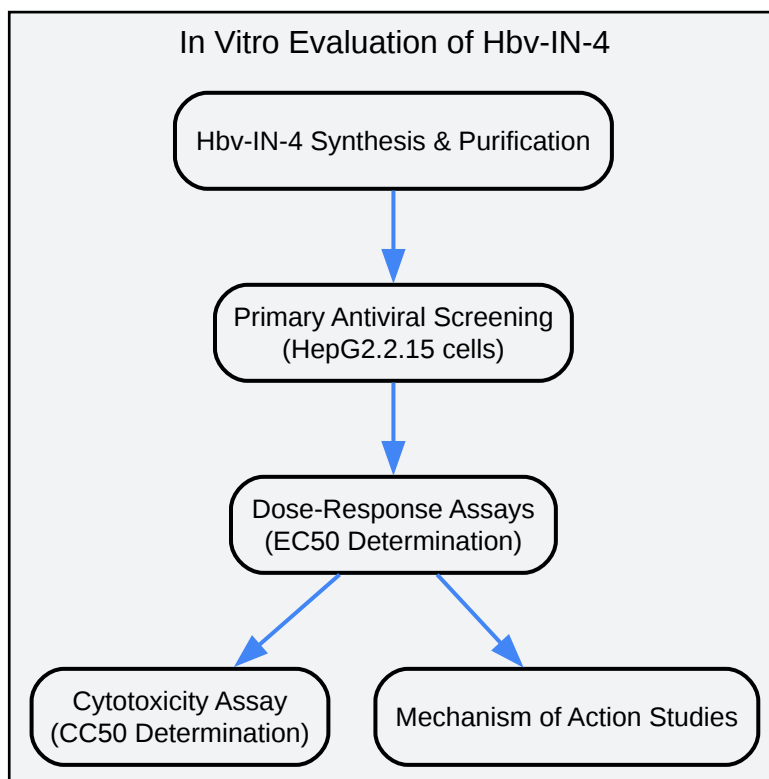 In Vitro Evaluation of Hbv-IN-4
Hbv-IN-4 Synthesis & Purification
Primary Antiviral Screening
(HepG2.2.15 cells)
Dose-Response Assays
(EC50 Determination)
Cytotoxicity Assay
(CC50 Determination)
Mechanism of Action Studies